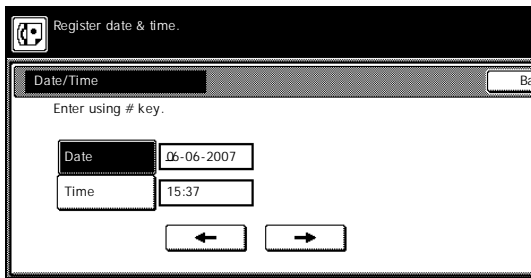 Register date & time.
Date/Time
Enter using # key.
Date 06-06-2007
Time 15:37